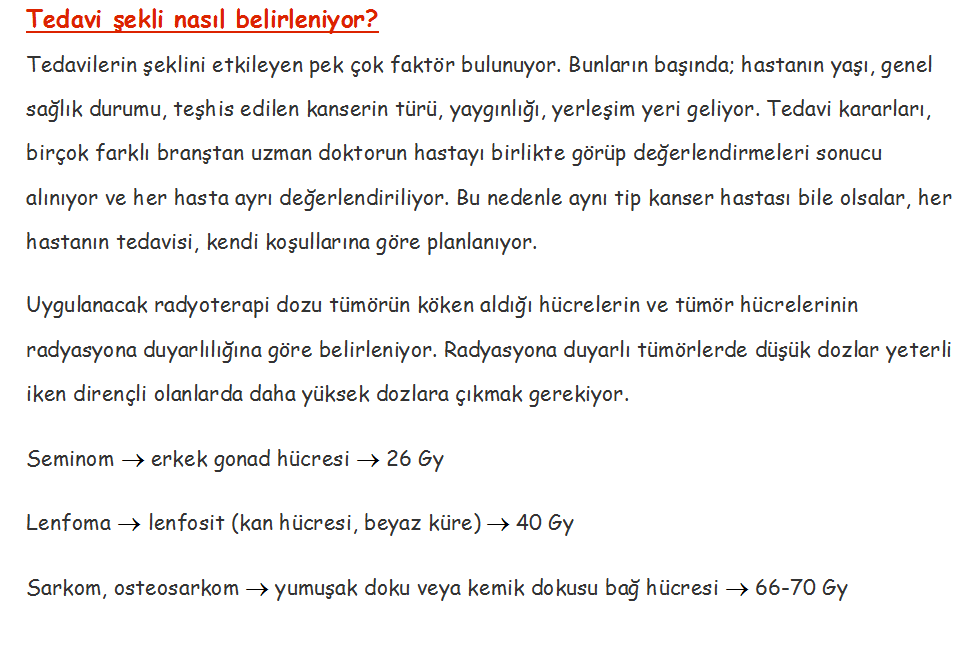 Tedavi şekli nasıl belirleniyor?
Tedavilerin şeklini etkileyen pek çok faktör bulunuyor. Bunların başında; hastanın yaşı, genel
sağlık durumu, teşhis edilen kanserin türü, yaygınlığı, yerleşim yeri geliyor. Tedavi kararları,
birçok farklı branştan uzman doktorun hastayı birlikte görüp değerlendirmeleri sonucu
alınıyor ve her hasta ayrı değerlendiriliyor. Bu nedenle aynı tip kanser hastası bile olsalar, her
hastanın tedavisi, kendi koşullarına göre planlanıyor.
Uygulanacak radyoterapi dozu tümörün köken aldığı hücrelerin ve tümör hücrelerinin
radyasyona duyarlılığına göre belirleniyor. Radyasyona duyarlı tümörlerde düşük dozlar yeterli
iken dirençli olanlarda daha yüksek dozlara çıkmak gerekiyor.
Seminom → erkek gonad hücresi → 26 Gy
Lenfoma → lenfosit (kan hücresi, beyaz küre) → 40 Gy
Sarkom, osteosarkom → yumuşak doku veya kemik dokusu bağ hücresi → 66-70 Gy